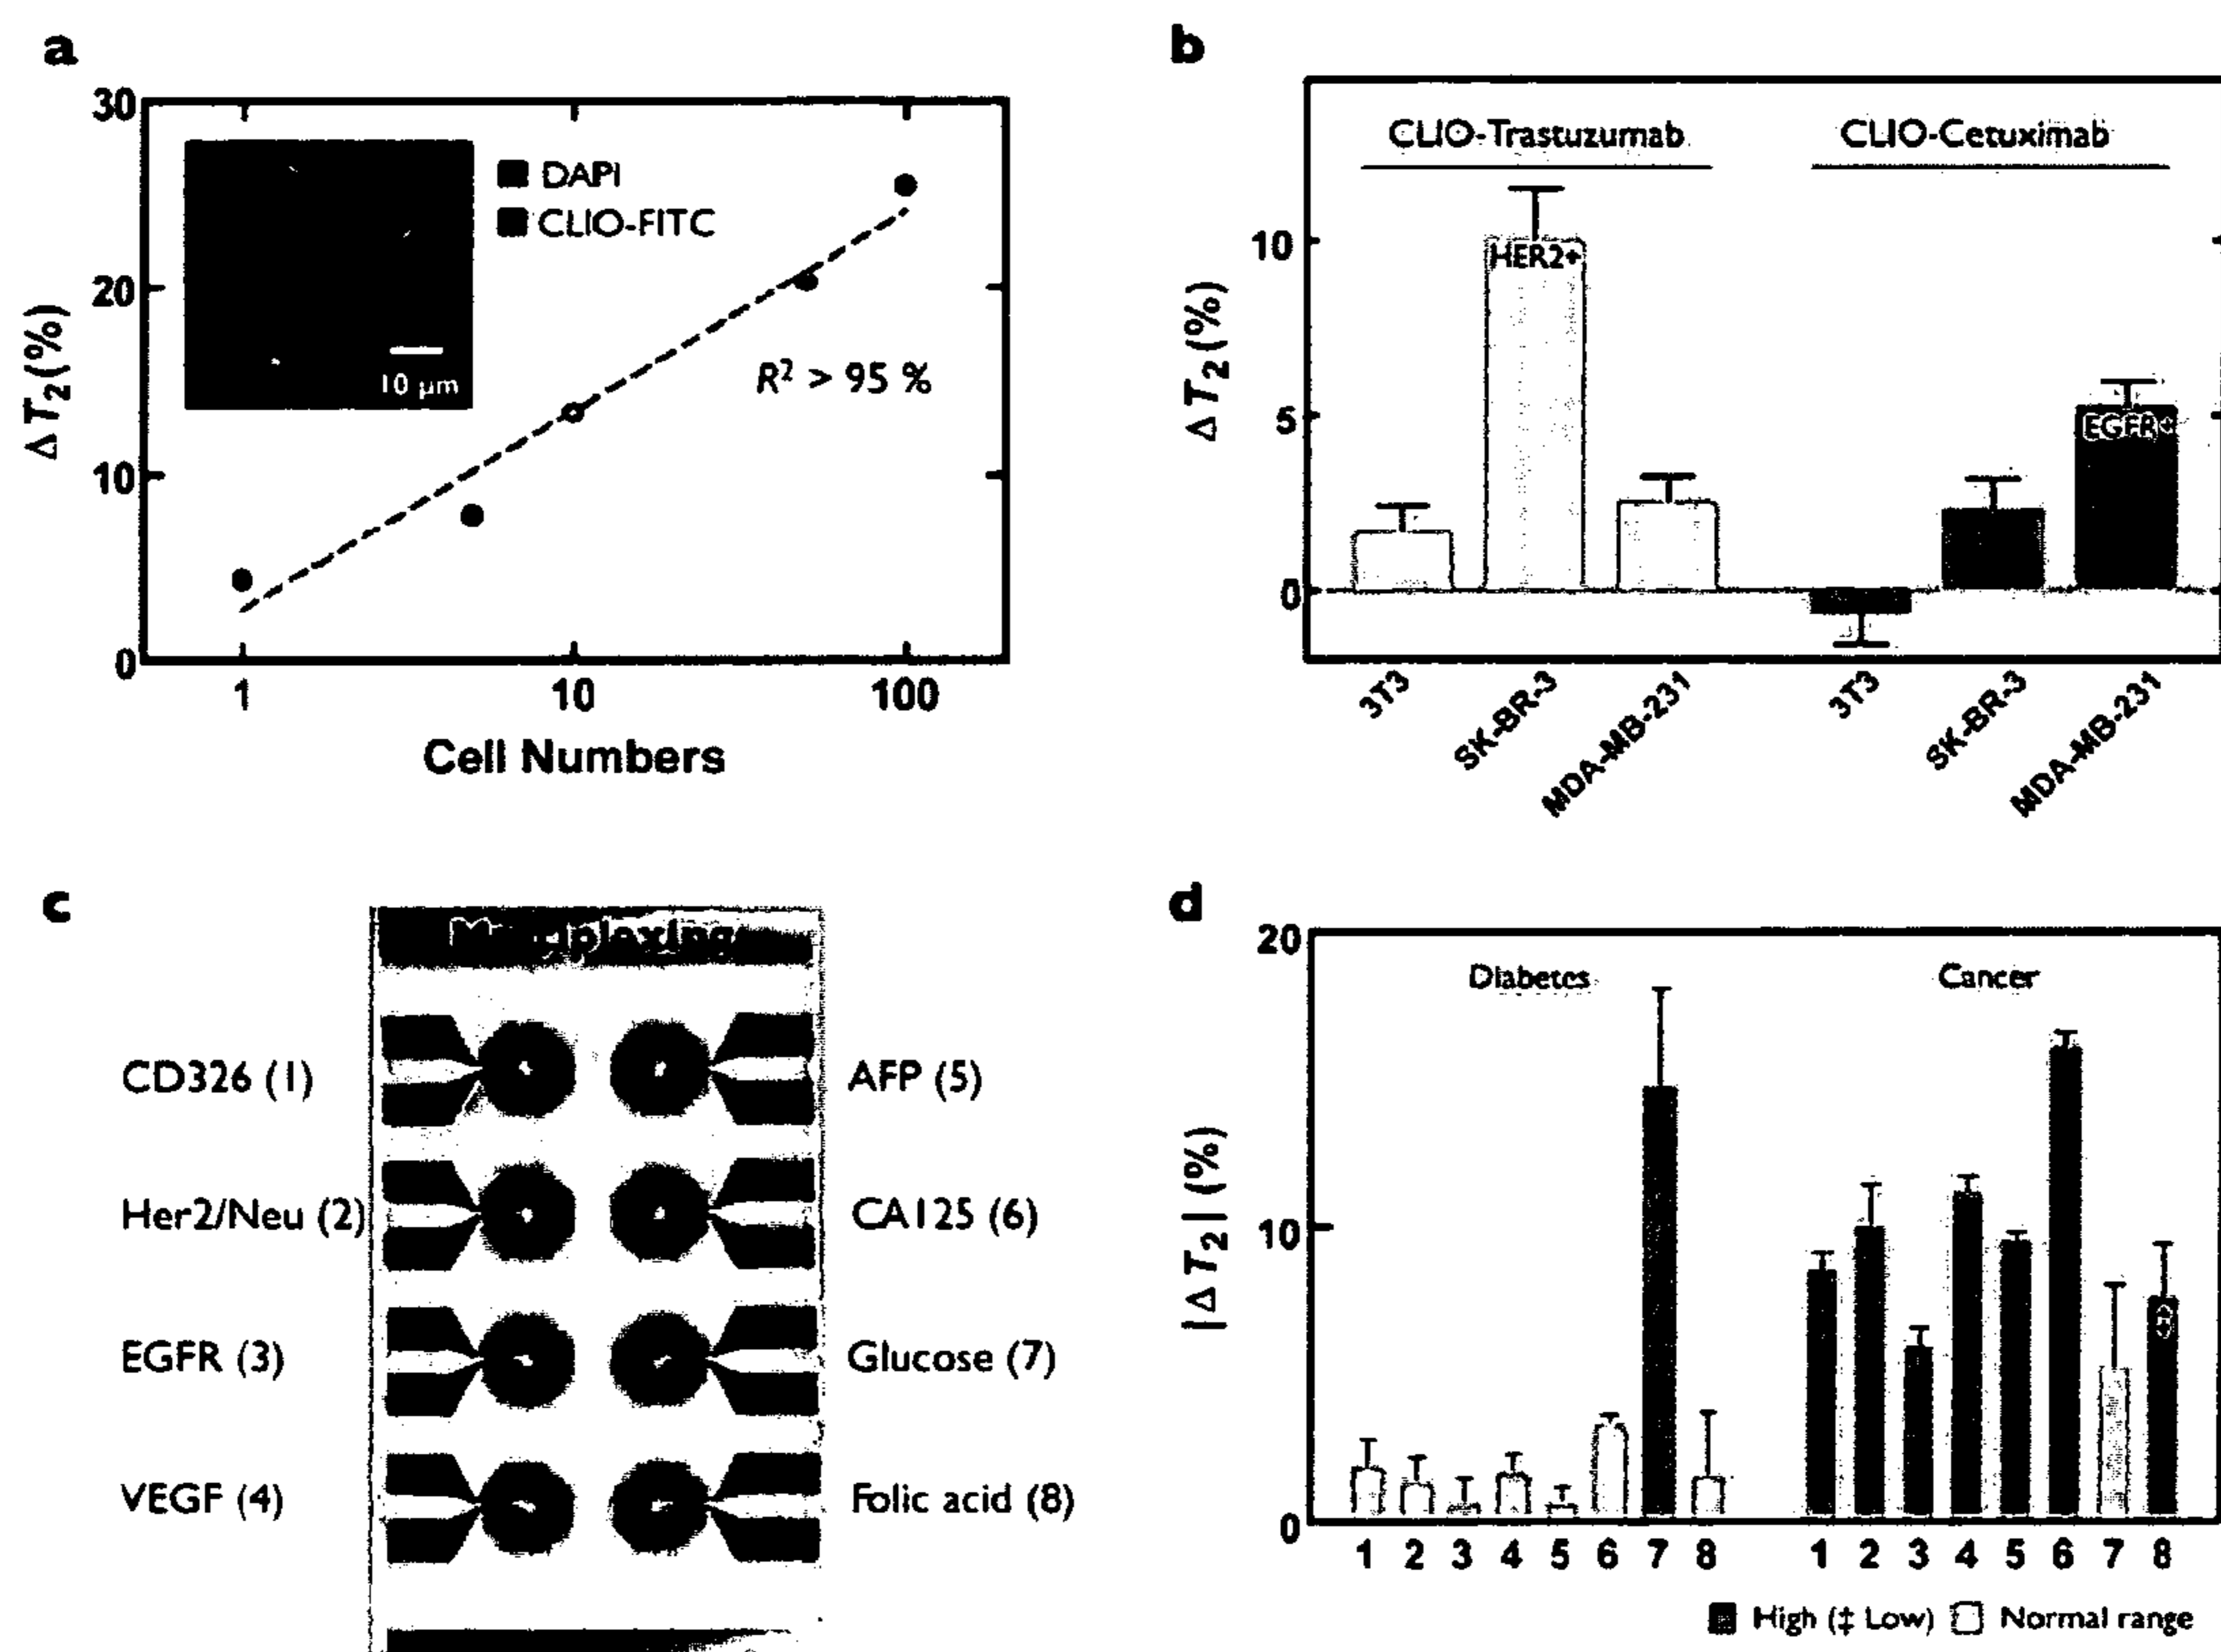 a
30
20
10
0
ΔT2(%)
DAPI
CLIO-FITC
10 μm
R2 > 95 %
1 10 100
Cell Numbers
b
CLIO-Trastuzumab CLIO-Cetuximab
10
5
0
ΔT2(%)
HER2+
EGFR+
3T3
SK-BR-3
MDA-MB-231
3T3
SK-BR-3
MDA-MB-231
c
Multiplexing
CD326 (1)
Her2/Neu (2)
EGFR (3)
VEGF (4)
AFP (5)
CA125 (6)
Glucose (7)
Folic acid (8)
d
20
10
0
|ΔT2| (%)
Diabetes Cancer
‡
1 2 3 4 5 6 7 8 1 2 3 4 5 6 7 8
High (‡ Low) Normal range